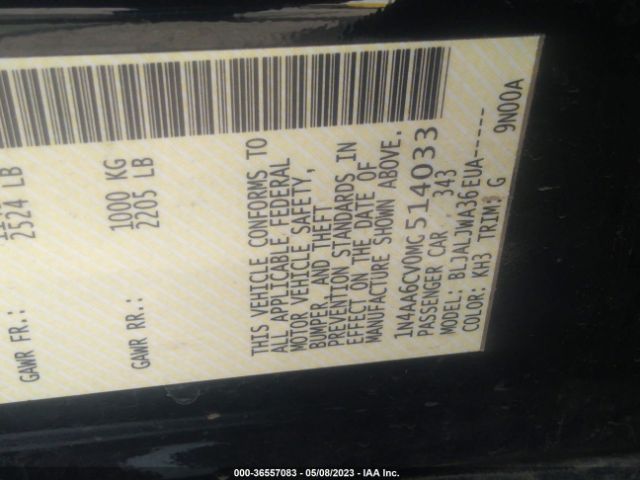 2524 LB
GAWR FR.:
1000 KG
2205 LB
GAWR RR.:
THIS VEHICLE CONFORMS TO
ALL APPLICABLE FEDERAL
MOTOR VEHICLE SAFETY,
BUMPER, AND THEFT
PREVENTION STANDARDS IN
EFFECT ON THE DATE OF
MANUFACTURE SHOWN ABOVE.
1N4AA6CV0MC514033
PASSENGER CAR 343
MODEL: BLJALJWA36EUA-----
COLOR: KH3 TRIM: G 9N00A
000-36557083 - 05/08/2023 - IAA Inc.